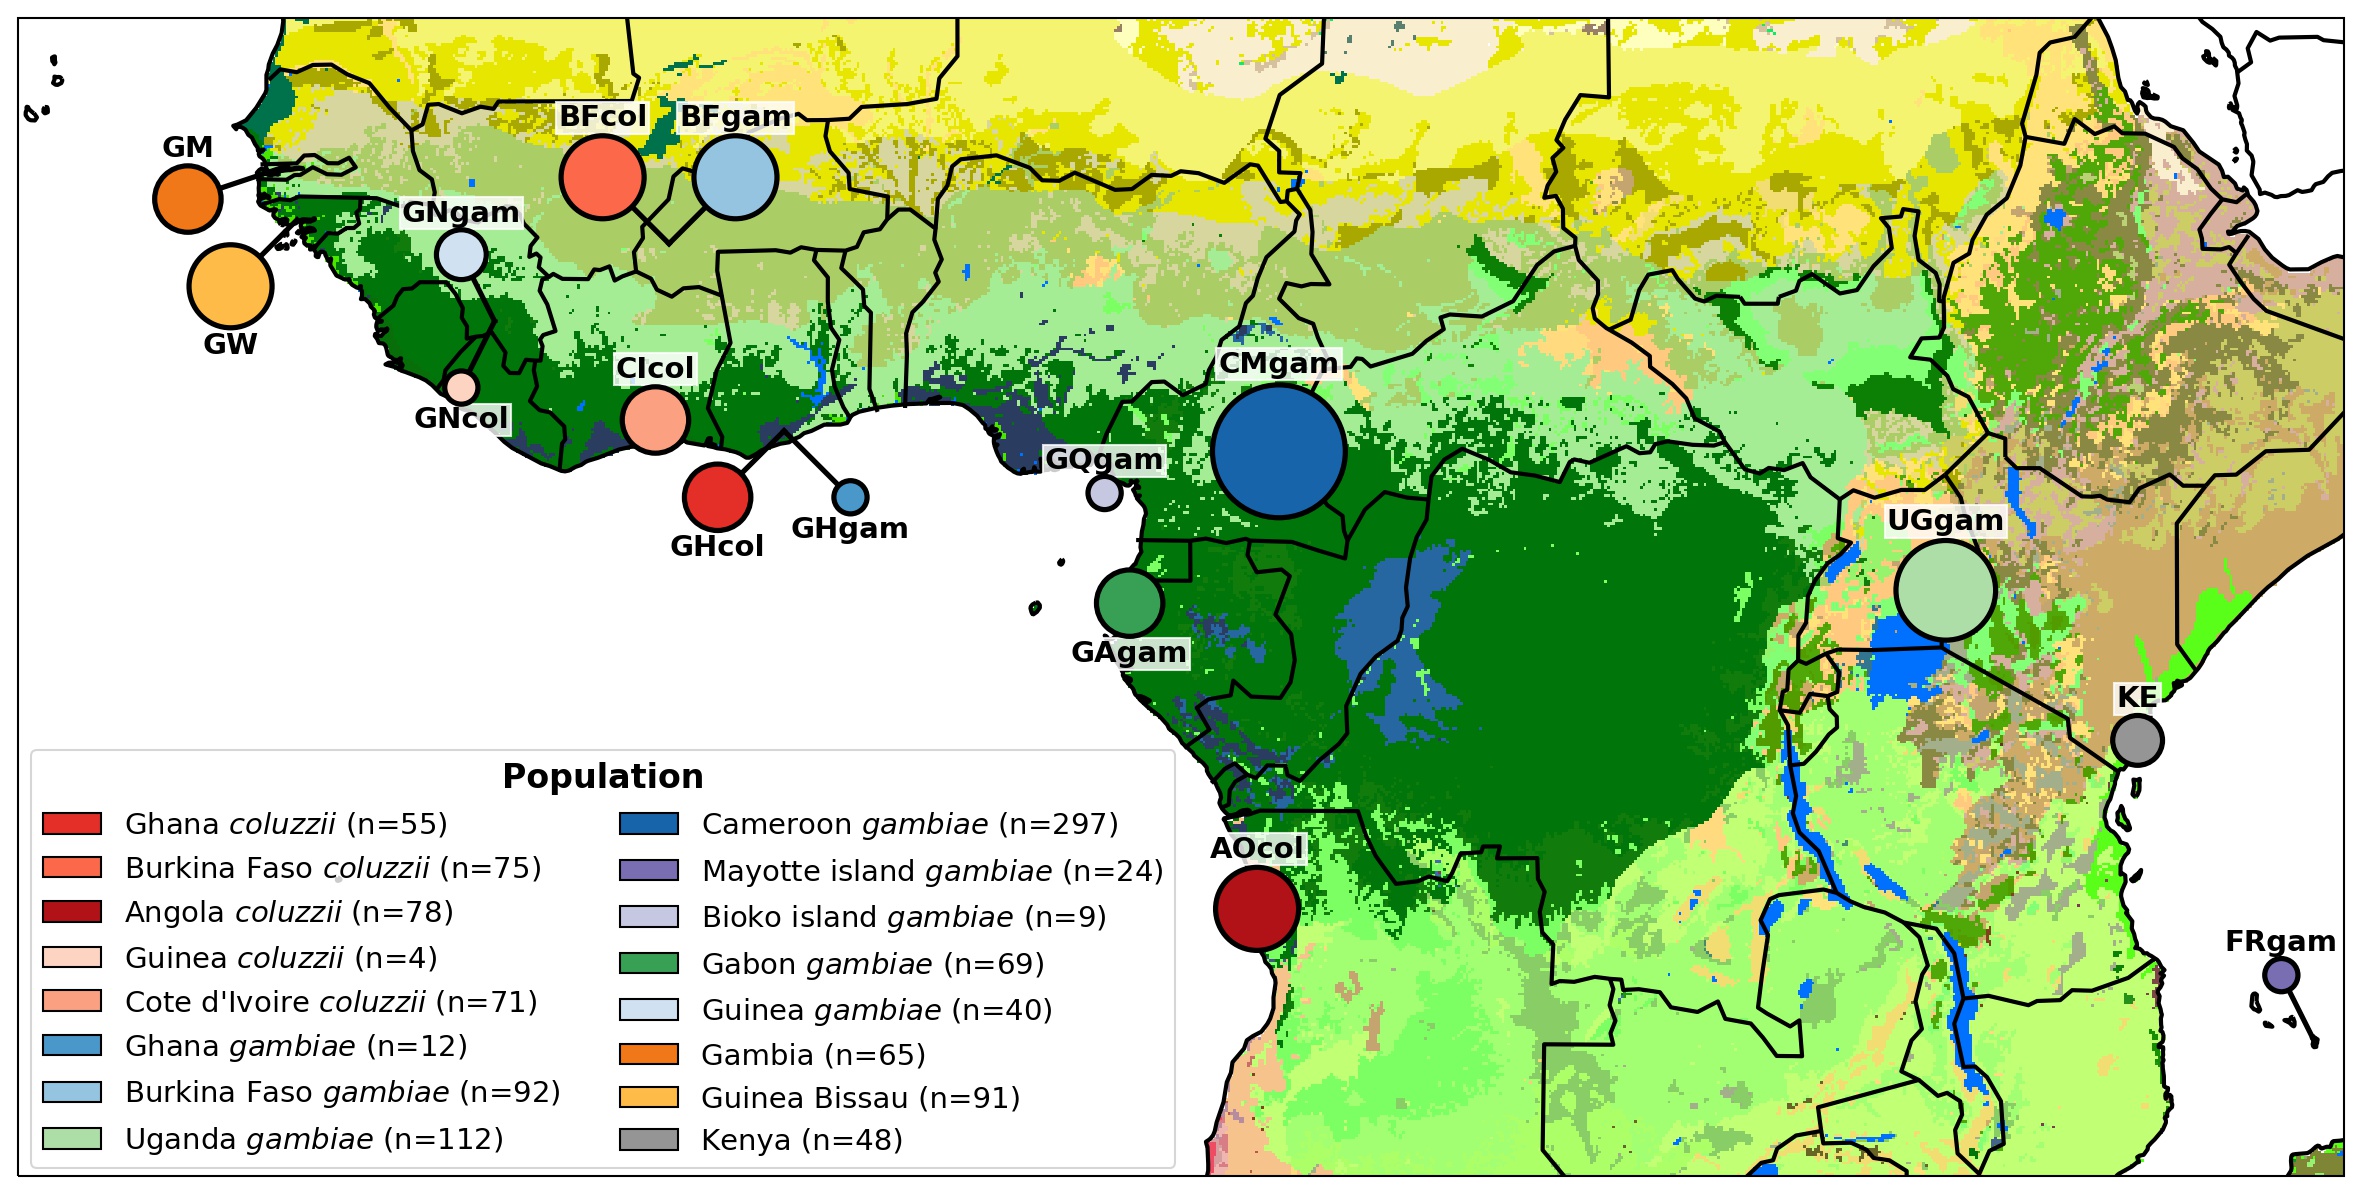 BFcol
BFgam
GM
GNgam
GW
CIcol
CMgam
GNcol
GQgam
UGgam
GHgam
GHcol
GAgam
KE
AOcol
FRgam
Population
Ghana coluzzii (n=55)
Burkina Faso coluzzii (n=75)
Angola coluzzii (n=78)
Guinea coluzzii (n=4)
Cote d'Ivoire coluzzii (n=71)
Ghana gambiae (n=12)
Burkina Faso gambiae (n=92)
Uganda gambiae (n=112)
Cameroon gambiae (n=297)
Mayotte island gambiae (n=24)
Bioko island gambiae (n=9)
Gabon gambiae (n=69)
Guinea gambiae (n=40)
Gambia (n=65)
Guinea Bissau (n=91)
Kenya (n=48)